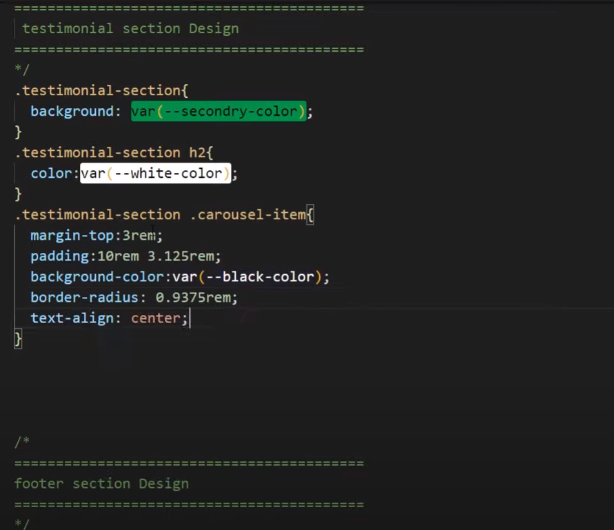 ==========================================
testimonial section Design
==========================================
*/
.testimonial-section{
background: var(--secondry-color);
}
.testimonial-section h2{
color:var(--white-color);
}
.testimonial-section .carousel-item{
margin-top:3rem;
padding:10rem 3.125rem;
background-color:var(--black-color);
border-radius: 0.9375rem;
text-align: center;
}
/*
==========================================
footer section Design
==========================================
*/